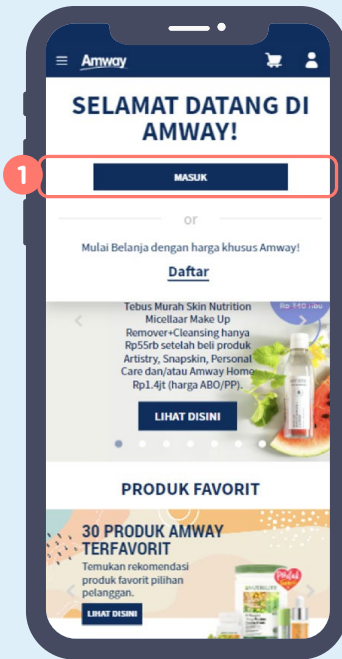 Amway
SELAMAT DATANG DI
AMWAY!
1
MASUK
or
Mulai Belanja dengan harga khusus Amway!
Daftar
Tebus Murah Skin Nutrition
Micellaar Make Up
Remover+Cleansing hanya
Rp55rb setelah beli produk
Artistry, Snapskin, Personal
Care dan/atau Amway Home
Rp1.4jt (harga ABO/PP).
LIHAT DISINI
PRODUK FAVORIT
30 PRODUK AMWAY
TERFAVORIT
Temukan rekomendasi
produk favorit pilihan
pelanggan.
LIHAT DISINI